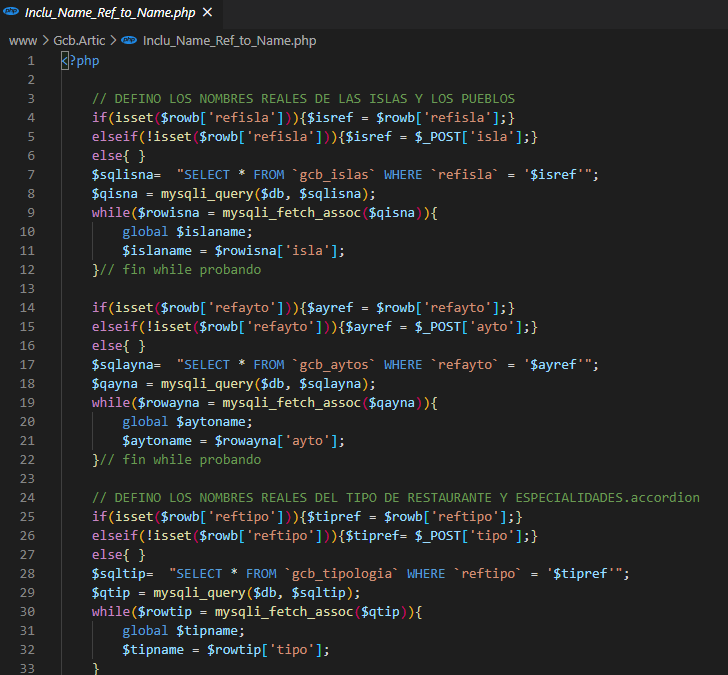 Inclu_Name_Ref_to_Name.php ×
www > Gcb.Artic > Inclu_Name_Ref_to_Name.php
1 <?php
2
3 // DEFINO LOS NOMBRES REALES DE LAS ISLAS Y LOS PUEBLOS
4 if(isset($rowb['refisla'])){$isref = $rowb['refisla'];}
5 elseif(!isset($rowb['refisla'])){$isref = $_POST['isla'];}
6 else{ }
7 $sqlisna=  "SELECT * FROM `gcb_islas` WHERE `refisla` = '$isref'";
8 $qisna = mysqli_query($db, $sqlisna);
9 while($rowisna = mysqli_fetch_assoc($qisna)){
10 global $islaname;
11 $islaname = $rowisna['isla'];
12 }// fin while probando
13
14 if(isset($rowb['refayto'])){$ayref = $rowb['refayto'];}
15 elseif(!isset($rowb['refayto'])){$ayref = $_POST['ayto'];}
16 else{ }
17 $sqlayna=  "SELECT * FROM `gcb_aytos` WHERE `refayto` = '$ayref'";
18 $qayna = mysqli_query($db, $sqlayna);
19 while($rowayna = mysqli_fetch_assoc($qayna)){
20 global $aytoname;
21 $aytoname = $rowayna['ayto'];
22 }// fin while probando
23
24 // DEFINO LOS NOMBRES REALES DEL TIPO DE RESTAURANTE Y ESPECIALIDADES.accordion
25 if(isset($rowb['reftipo'])){$tipref = $rowb['reftipo'];}
26 elseif(!isset($rowb['reftipo'])){$tipref= $_POST['tipo'];}
27 else{ }
28 $sqltip=  "SELECT * FROM `gcb_tipologia` WHERE `reftipo` = '$tipref'";
29 $qtip = mysqli_query($db, $sqltip);
30 while($rowtip = mysqli_fetch_assoc($qtip)){
31 global $tipname;
32 $tipname = $rowtip['tipo'];
33 }